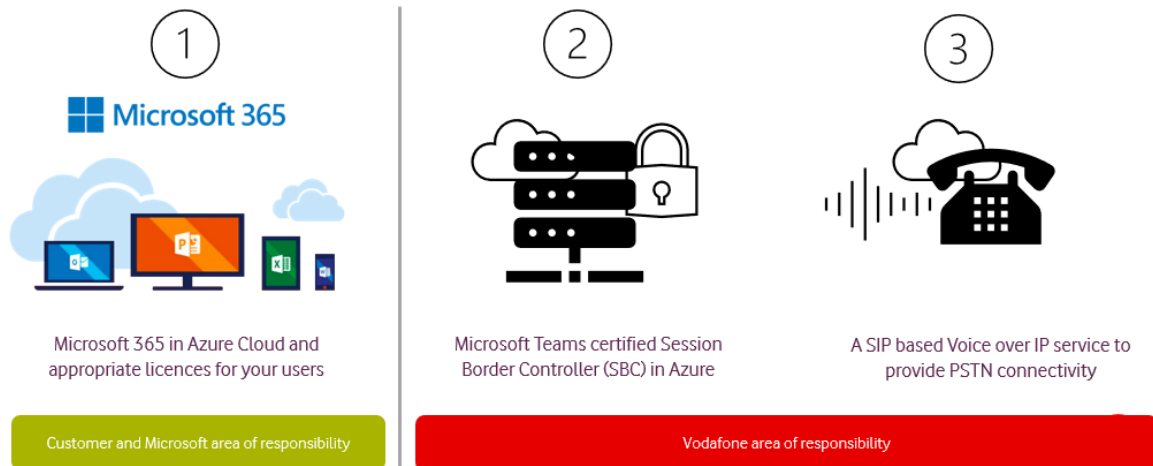 1
2
3
Microsoft 365
Microsoft 365 in Azure Cloud and
appropriate licences for your users
Microsoft Teams certified Session
Border Controller (SBC) in Azure
A SIP based Voice over IP service to
provide PSTN connectivity
Customer and Microsoft area of responsibility
Vodafone area of responsibility